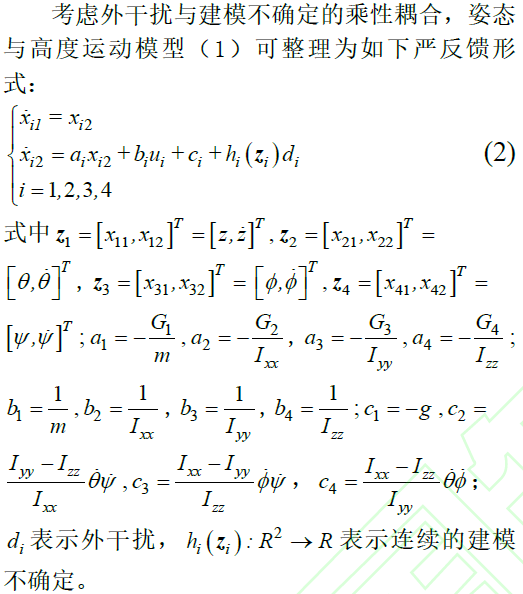 考虑外干扰与建模不确定的乘性耦合，姿态
与高度运动模型（1）可整理为如下严反馈形
式：
$\begin{cases} \dot{x}_{i1} = x_{i2} \\ \dot{x}_{i2} = a_i x_{i2} + b_i u_i + c_i + h_i(\boldsymbol{z}_i) d_i \\ i = 1,2,3,4 \end{cases}$ (2)
式中 $\boldsymbol{z}_1 = [x_{11}, x_{12}]^T = [z, \dot{z}]^T$, $\boldsymbol{z}_2 = [x_{21}, x_{22}]^T =$
$[\theta, \dot{\theta}]^T$，$\boldsymbol{z}_3 = [x_{31}, x_{32}]^T = [\phi, \dot{\phi}]^T$, $\boldsymbol{z}_4 = [x_{41}, x_{42}]^T =$
$[\psi, \dot{\psi}]^T$; $a_1 = -\frac{G_1}{m}$, $a_2 = -\frac{G_2}{I_{xx}}$，$a_3 = -\frac{G_3}{I_{yy}}$, $a_4 = -\frac{G_4}{I_{zz}}$;
$b_1 = \frac{1}{m}$, $b_2 = \frac{1}{I_{xx}}$，$b_3 = \frac{1}{I_{yy}}$，$b_4 = \frac{1}{I_{zz}}$; $c_1 = -g$, $c_2 =$
$\frac{I_{yy} - I_{zz}}{I_{xx}} \dot{\theta}\dot{\psi}$, $c_3 = \frac{I_{xx} - I_{yy}}{I_{zz}} \dot{\phi}\dot{\psi}$，$c_4 = \frac{I_{xx} - I_{zz}}{I_{yy}} \dot{\theta}\dot{\phi}$；
$d_i$ 表示外干扰，$h_i(\boldsymbol{z}_i): R^2 \to R$ 表示连续的建模
不确定。